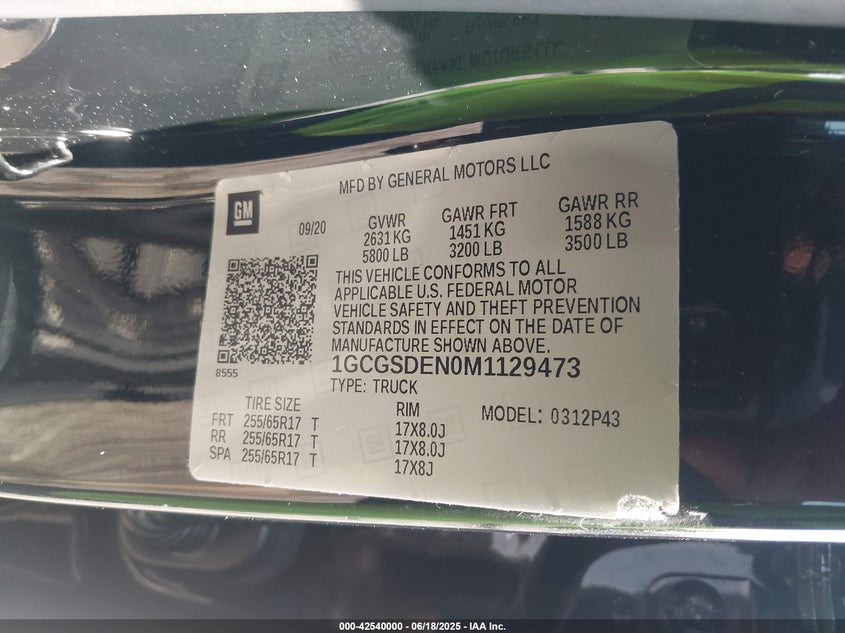 MFD BY GENERAL MOTORS LLC
GM
09/20
GVWR
2631 KG
5800 LB
GAWR FRT
1451 KG
3200 LB
GAWR RR
1588 KG
3500 LB
THIS VEHICLE CONFORMS TO ALL
APPLICABLE U.S. FEDERAL MOTOR
VEHICLE SAFETY AND THEFT PREVENTION
STANDARDS IN EFFECT ON THE DATE OF
MANUFACTURE SHOWN ABOVE.
8555
1GCGSDEN0M1129473
TYPE: TRUCK
TIRE SIZE
RIM
MODEL: 0312P43
FRT 255/65R17 T 17X8.0J
RR 255/65R17 T 17X8.0J
SPA 255/65R17 T 17X8J
000-42540000 - 06/18/2025 - IAA Inc.